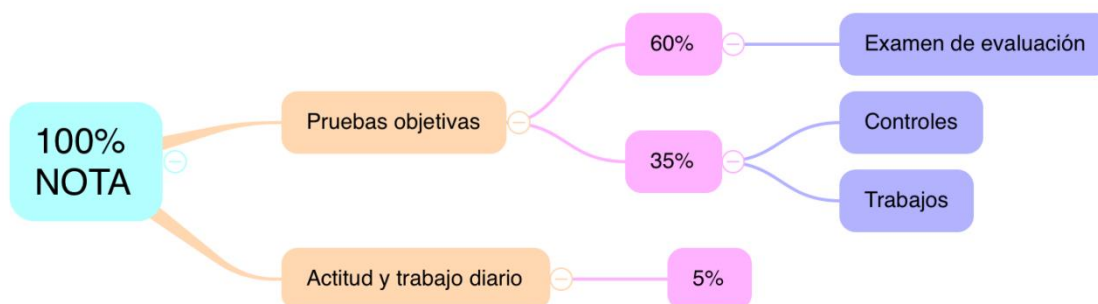 100%
NOTA
Pruebas objetivas
60%
Examen de evaluación
35%
Controles
Trabajos
Actitud y trabajo diario
5%